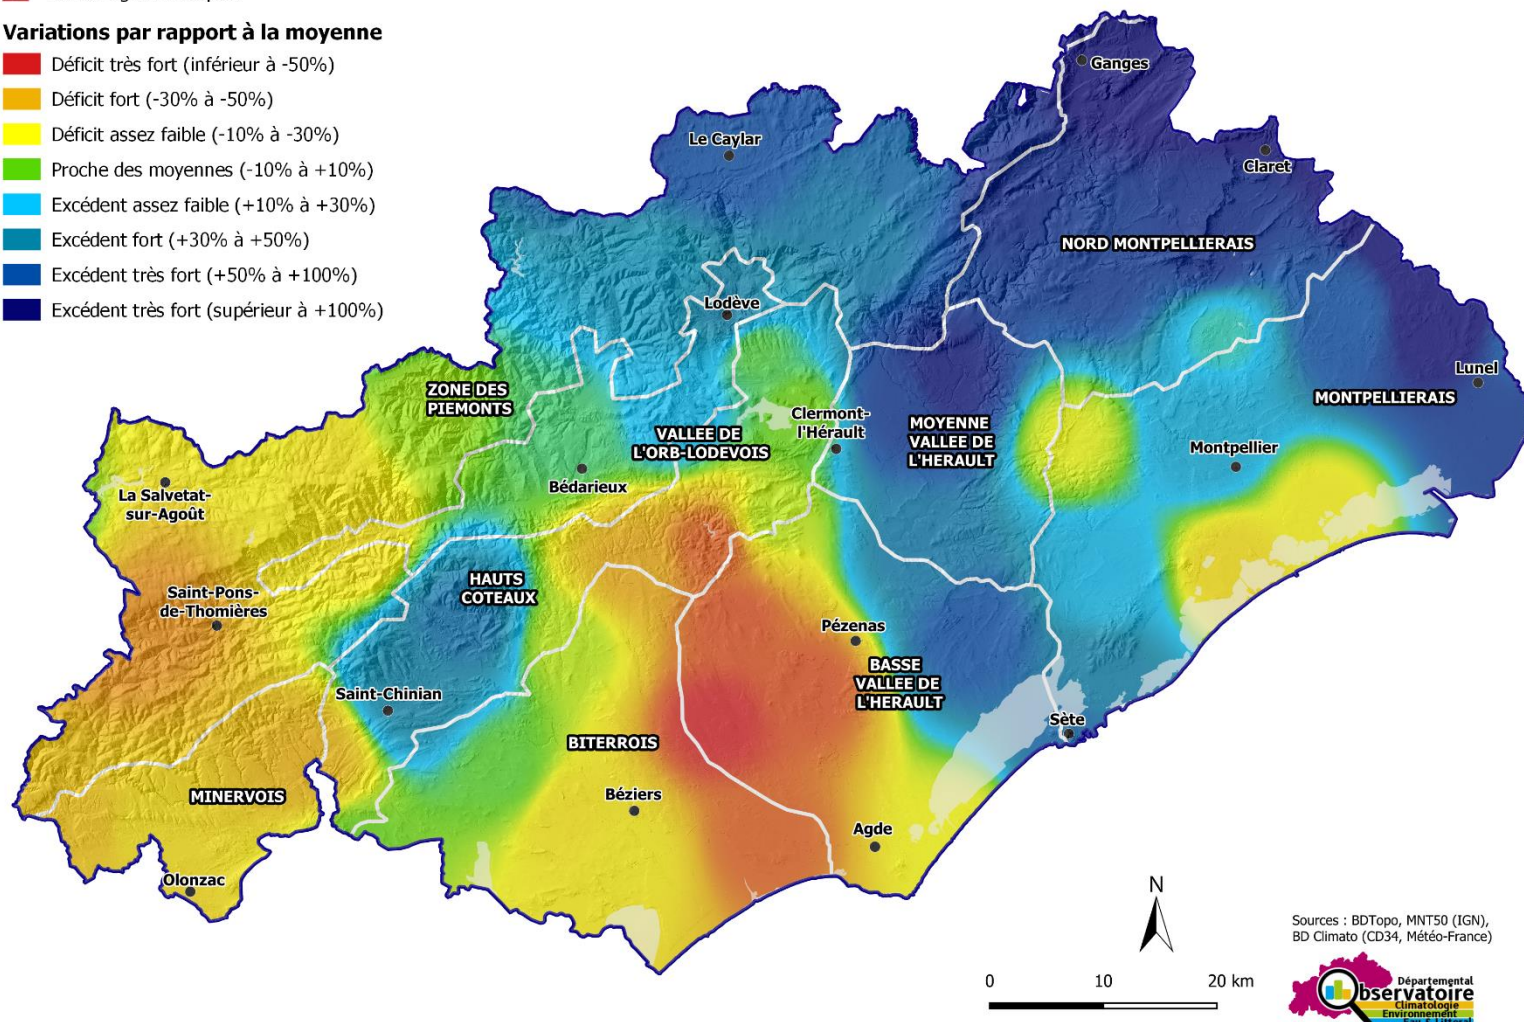 Variations par rapport à la moyenne
Déficit très fort (inférieur à -50%)
Déficit fort (-30% à -50%)
Déficit assez faible (-10% à -30%)
Proche des moyennes (-10% à +10%)
Excédent assez faible (+10% à +30%)
Excédent fort (+30% à +50%)
Excédent très fort (+50% à +100%)
Excédent très fort (supérieur à +100%)
Ganges
Le Caylar
Claret
NORD MONTPELLIERAIS
Lodève
Lunel
ZONE DES
PIEMONTS
MONTPELLIERAIS
Clermont-
l'Hérault
MOYENNE
VALLEE DE
L'HERAULT
VALLEE DE
L'ORB-LODEVOIS
Montpellier
Bédarieux
La Salvetat-
sur-Agoût
HAUTS
COTEAUX
Saint-Pons-
de-Thomières
Pézenas
BASSE
VALLEE DE
L'HERAULT
Saint-Chinian
Sète
BITERROIS
MINERVOIS
Béziers
Agde
Olonzac
N
0 10 20 km
Sources : BDTopo, MNT50 (IGN),
BD Climato (CD34, Météo-France)
Départemental
Observatoire
Climatologie
Environnement
Eau & Littoral